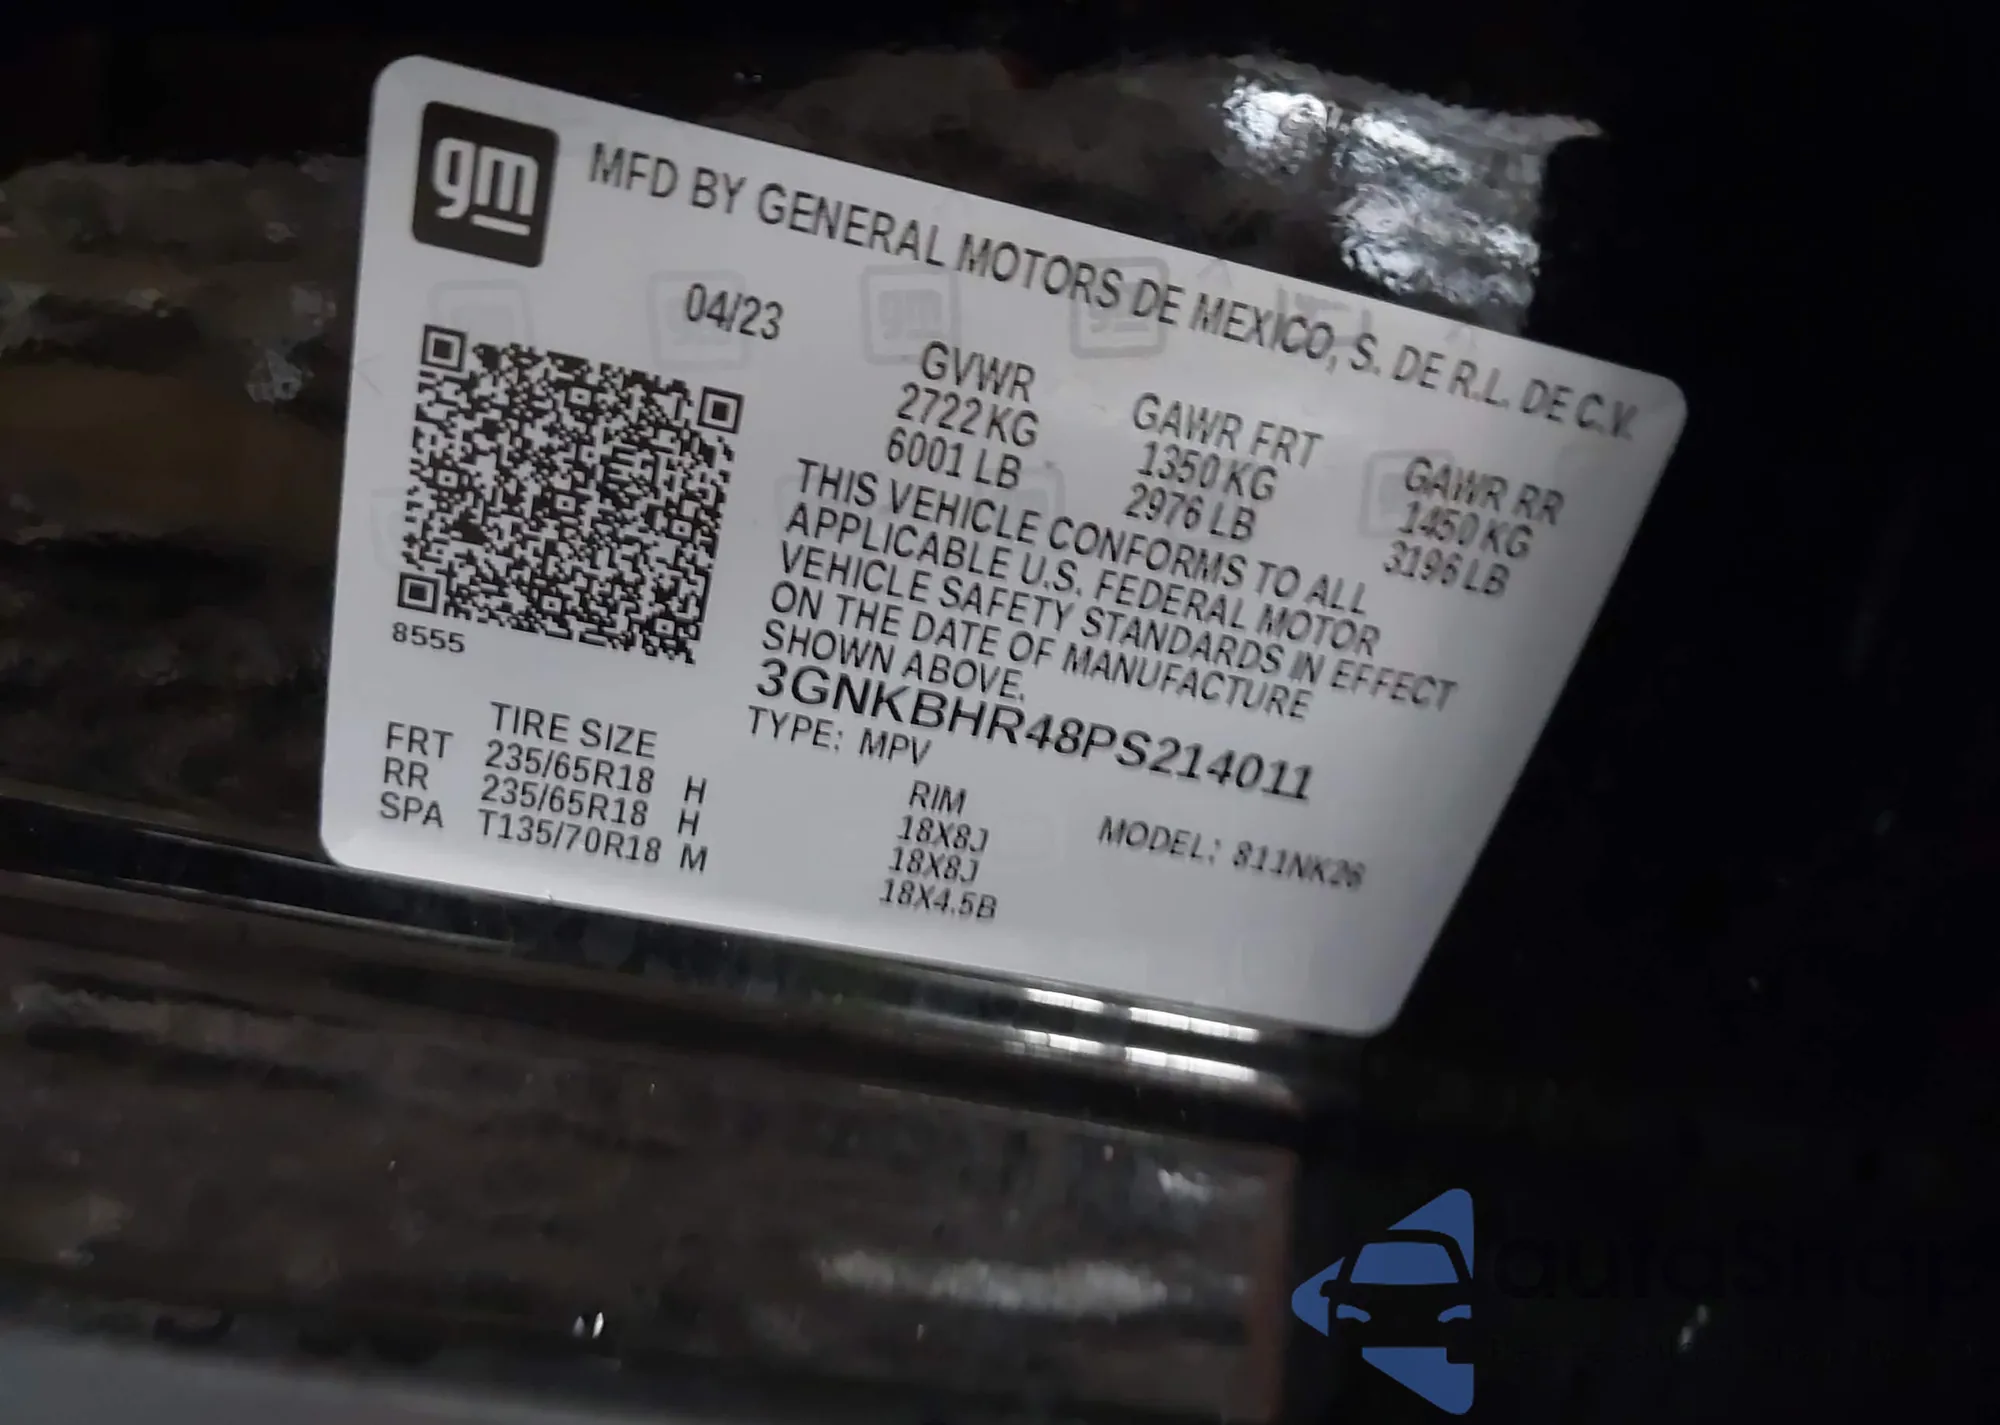 gm
MFD BY GENERAL MOTORS DE MEXICO, S. DE R.L. DE C.V.
04/23
GVWR GAWR FRT GAWR RR
2722 KG 1350 KG 1450 KG
6001 LB 2976 LB 3196 LB
THIS VEHICLE CONFORMS TO ALL
APPLICABLE U.S. FEDERAL MOTOR
VEHICLE SAFETY STANDARDS IN EFFECT
ON THE DATE OF MANUFACTURE
SHOWN ABOVE.
8555
3GNKBHR48PS214011
TYPE: MPV
MODEL: 811NK26
TIRE SIZE RIM
FRT 235/65R18 H 18X8J
RR 235/65R18 H 18X8J
SPA T135/70R18 M 18X4.5B